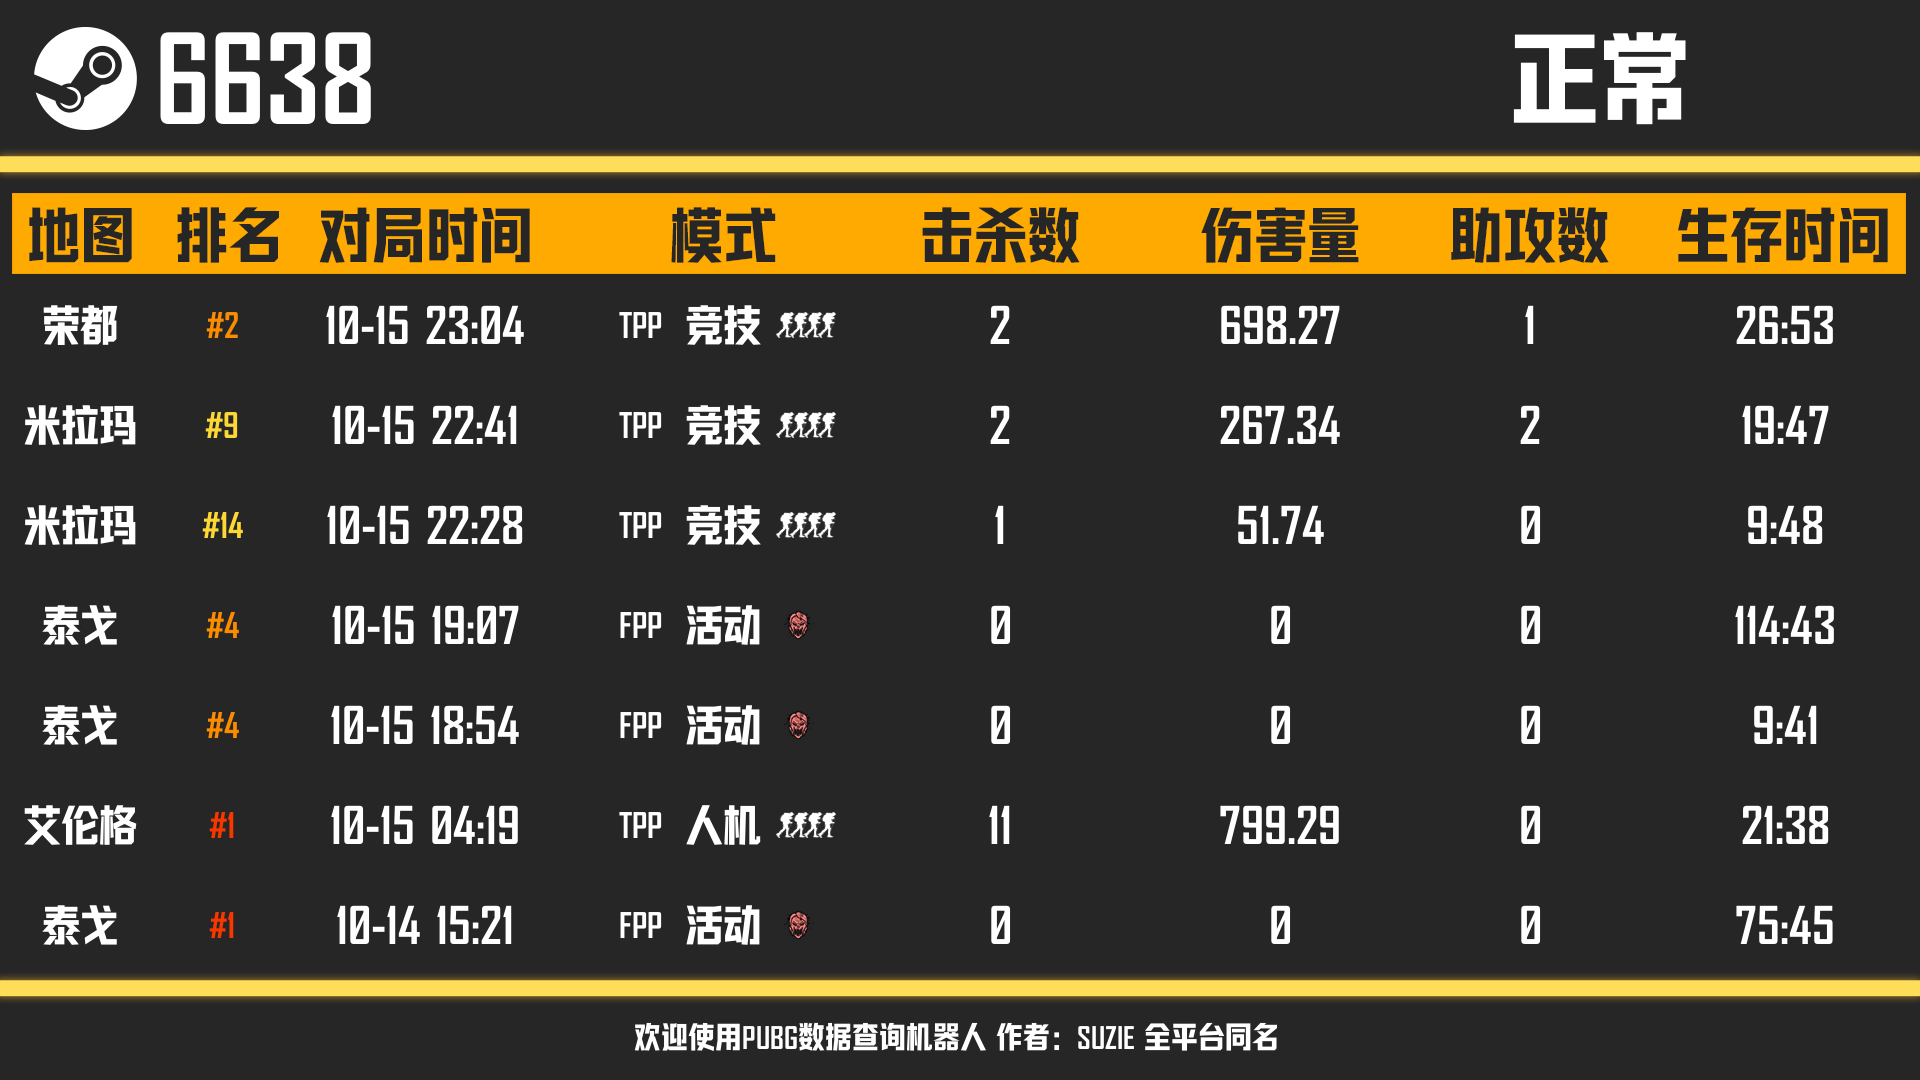 6638 正常
地图 排名 对局时间 模式 击杀数 伤害量 助攻数 生存时间
荣都 #2 10-15 23:04 TPP 竞技 2 698.27 1 26:53
米拉玛 #9 10-15 22:41 TPP 竞技 2 267.34 2 19:47
米拉玛 #14 10-15 22:28 TPP 竞技 1 51.74 0 9:48
泰戈 #4 10-15 19:07 FPP 活动 0 0 0 114:43
泰戈 #4 10-15 18:54 FPP 活动 0 0 0 9:41
艾伦格 #1 10-15 04:19 TPP 人机 11 799.29 0 21:38
泰戈 #1 10-14 15:21 FPP 活动 0 0 0 75:45
欢迎使用PUBG数据查询机器人 作者：SUZIE 全平台同名